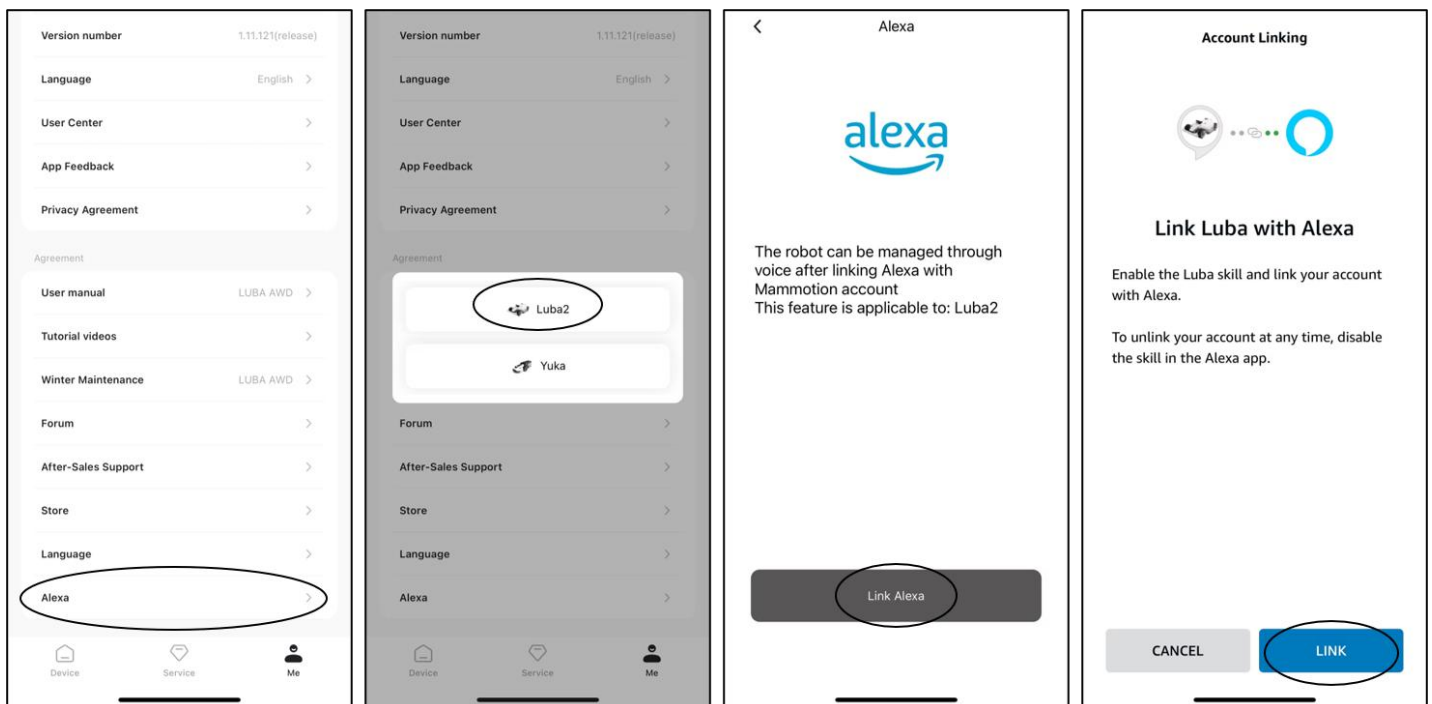 Version number 1.11.121(release)
Language English
User Center
App Feedback
Privacy Agreement
Agreement
User manual LUBA AWD
Tutorial videos
Winter Maintenance LUBA AWD
Forum
After-Sales Support
Store
Language
Alexa
Device Service Me
Version number 1.11.121(release)
Language English
User Center
App Feedback
Privacy Agreement
Agreement
Luba2
Yuka
Forum
After-Sales Support
Store
Language
Alexa
Device Service Me
Alexa
alexa
The robot can be managed through
voice after linking Alexa with
Mammotion account
This feature is applicable to: Luba2
Link Alexa
Account Linking
Link Luba with Alexa
Enable the Luba skill and link your account
with Alexa.
To unlink your account at any time, disable
the skill in the Alexa app.
CANCEL LINK